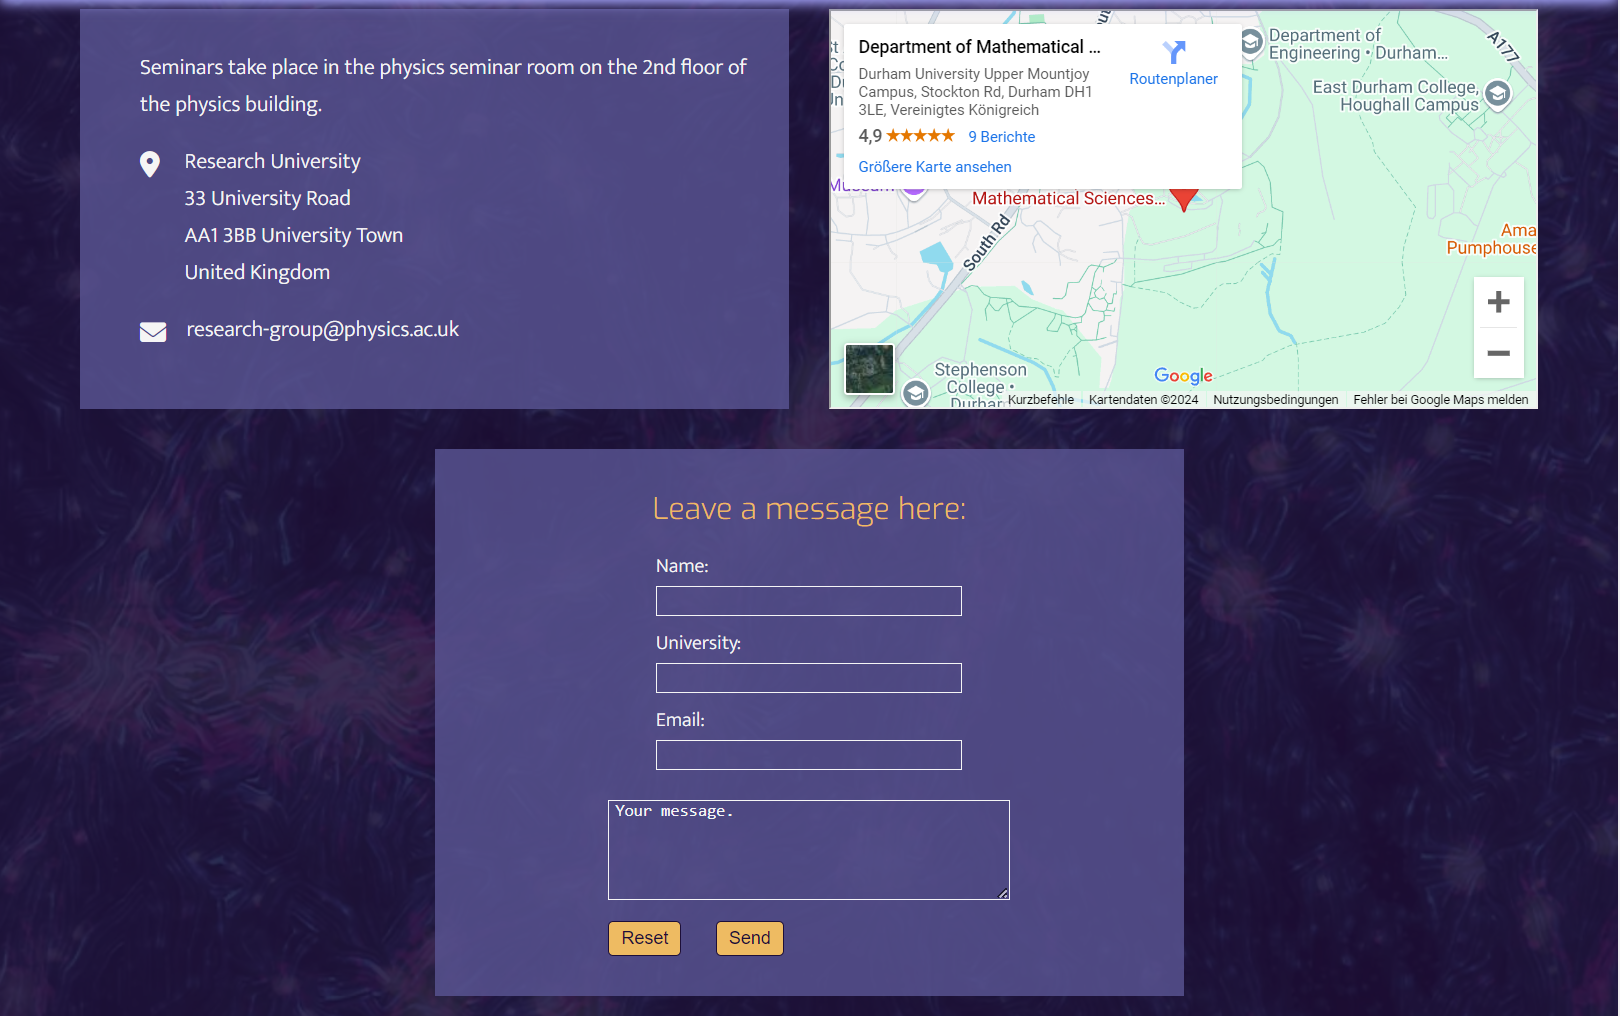 Seminars take place in the physics seminar room on the 2nd floor of
the physics building.
Research University
33 University Road
AA1 3BB University Town
United Kingdom
research-group@physics.ac.uk
Department of Mathematical ...
Durham University Upper Mountjoy
Campus, Stockton Rd, Durham DH1
3LE, Vereinigtes Königreich
4,9
9 Berichte
Größere Karte ansehen
Routenplaner
Department of
Engineering • Durham...
A177
East Durham College,
Houghall Campus
Museum
Mathematical Sciences...
South Rd
Pumphouse
Stephenson
College •
Durham
Google
Kurzbefehle
Kartendaten ©2024
Nutzungsbedingungen
Fehler bei Google Maps melden
Leave a message here:
Name:
University:
Email:
Your message.
Reset
Send